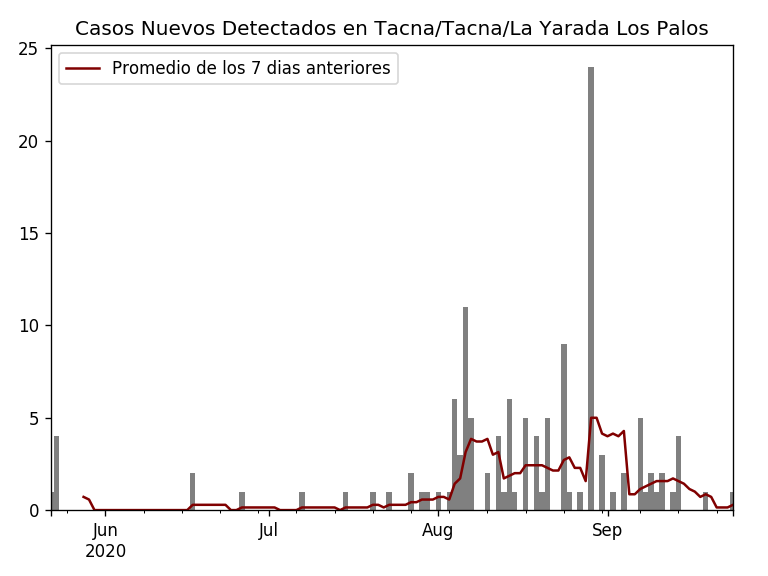 Casos Nuevos Detectados en Tacna/Tacna/La Yarada Los Palos
Promedio de los 7 dias anteriores
25
20
15
10
5
0
Jun
2020
Jul
Aug
Sep